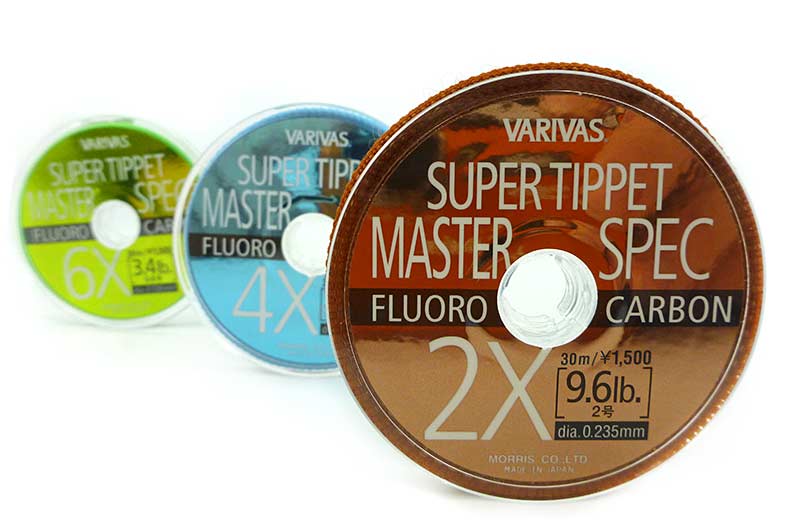 SUPER TIPPET
MASTER SPEC
FLUORO CARBON
6X
3.4lb.
VARIVAS
SUPER TIPP
MASTER
FLUORO
4X
VARIVAS
SUPER TIPPET
MASTER SPEC
FLUORO CARBON
2X
30m/¥1,500
[9.6lb.
2号]
dia.0.235mm
MORRIS CO.,LTD.
MADE IN JAPAN